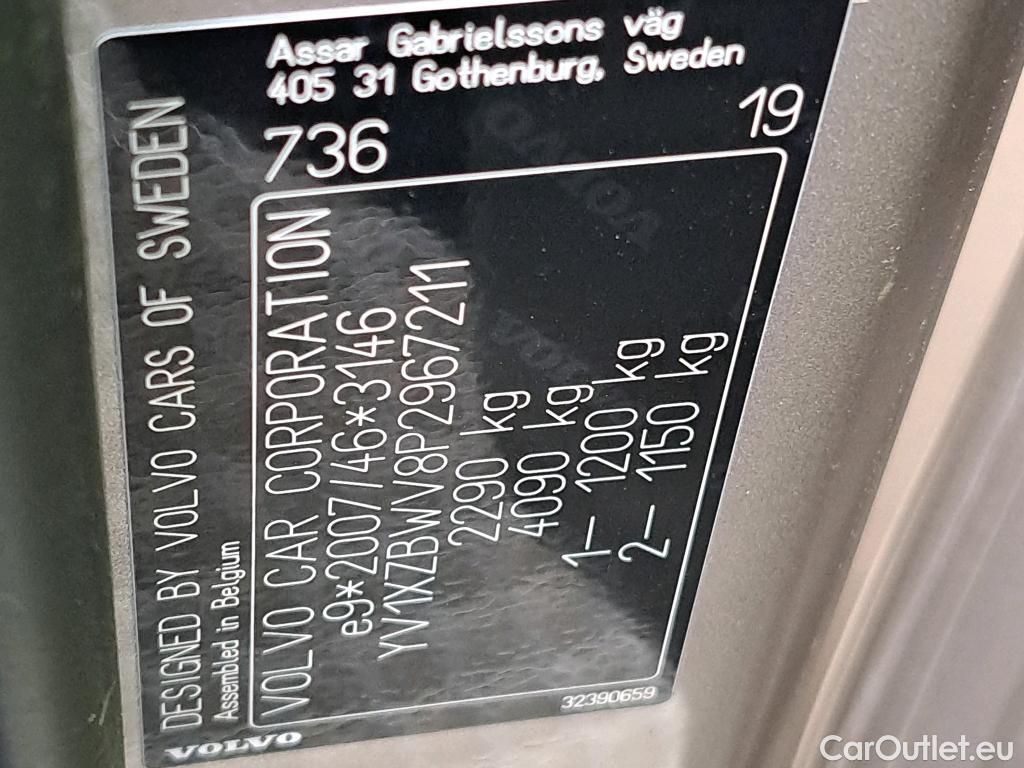 VOLVO
DESIGNED BY VOLVO CARS OF SWEDEN
Assembled in Belgium
Assar Gabrielssons väg
405 31 Gothenburg, Sweden
736
19
VOLVO CAR CORPORATION
e9*2007/46*3146
YV1XZBWV8P2967211
2290 kg
4090 kg
1- 1200 kg
2- 1150 kg
32390659
CarOutlet.eu